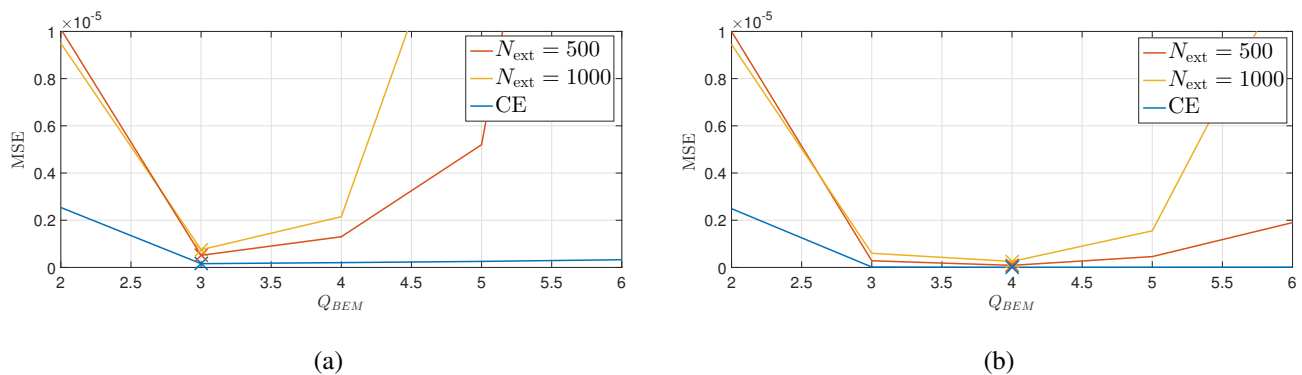 ×10⁻⁵
1
0.8
0.6
0.4
0.2
0
MSE
2 2.5 3 3.5 4 4.5 5 5.5 6
Q_BEM
N_ext = 500
N_ext = 1000
CE
(a)
×10⁻⁵
1
0.8
0.6
0.4
0.2
0
MSE
2 2.5 3 3.5 4 4.5 5 5.5 6
Q_BEM
N_ext = 500
N_ext = 1000
CE
(b)